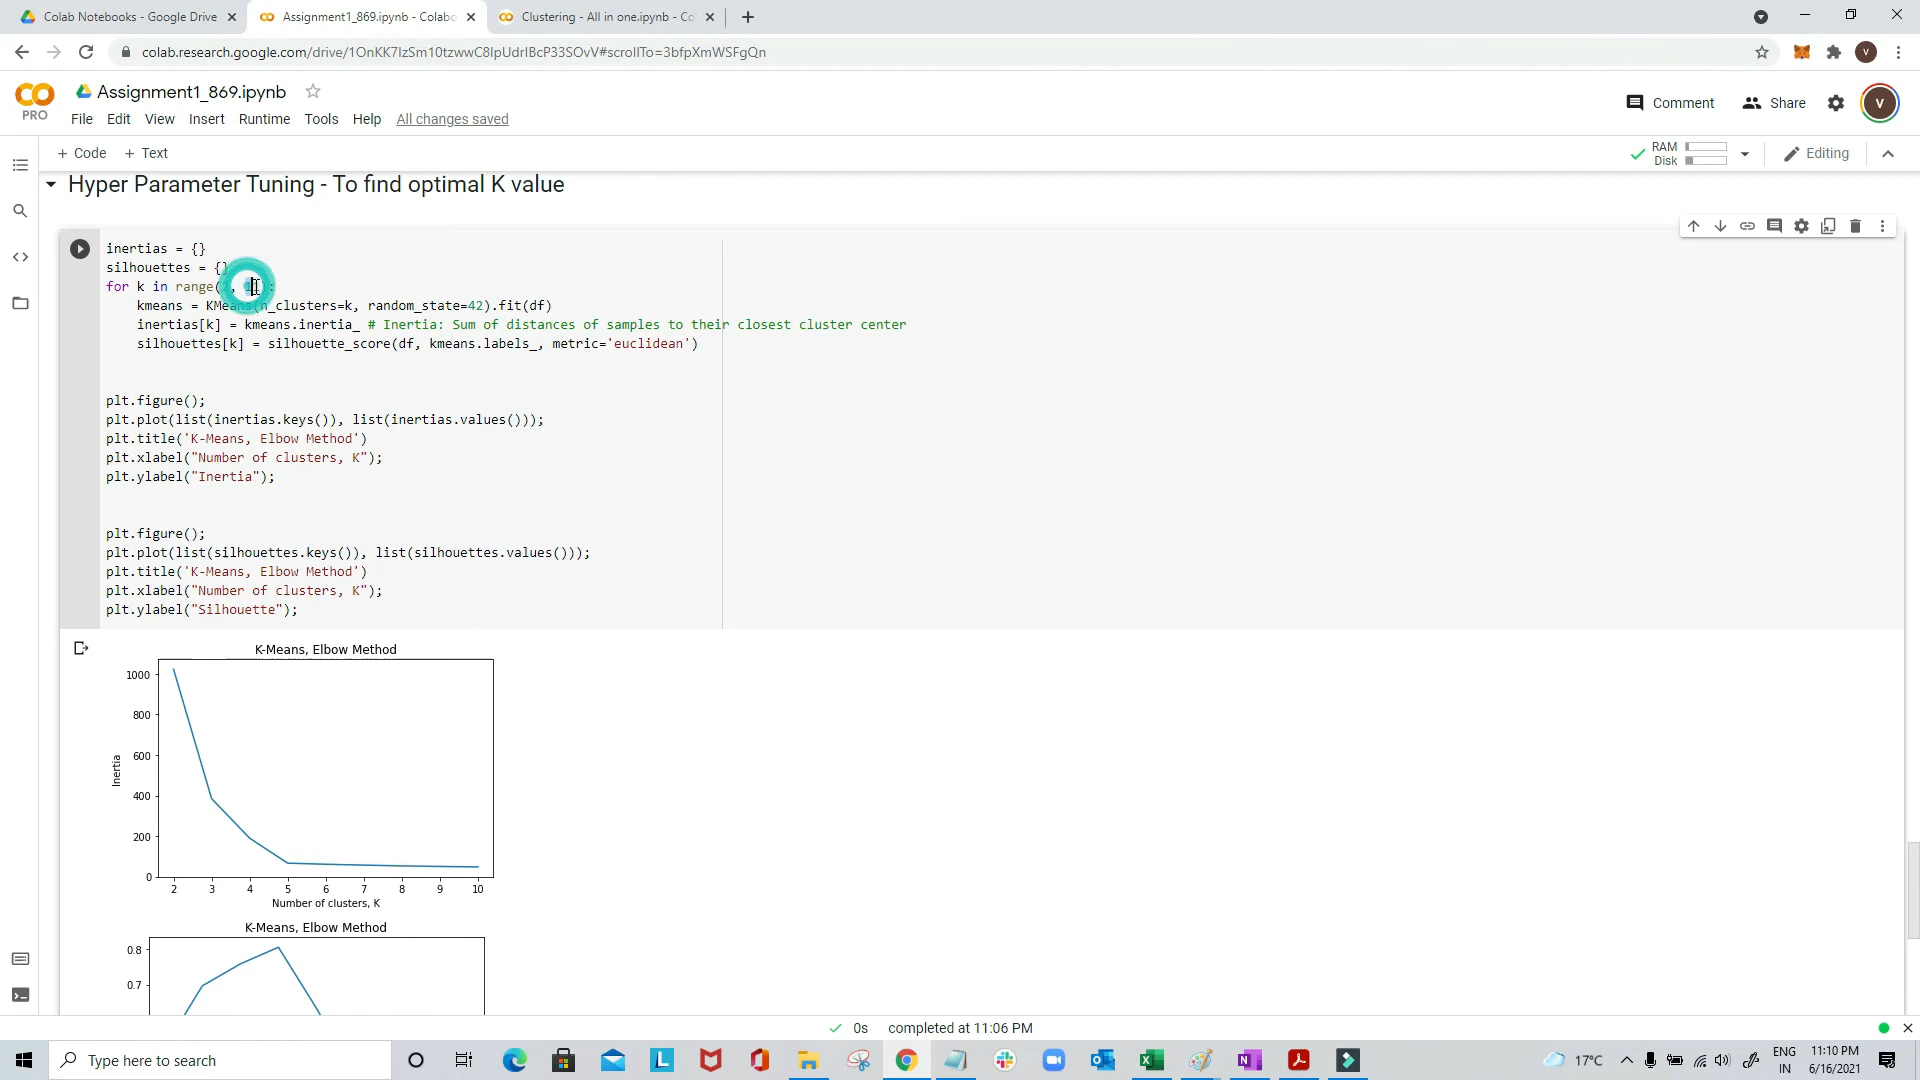 Colab Notebooks - Google Drive
Assignment1_869.ipynb - Colabo
Clustering - All in one.ipynb - Co
colab.research.google.com/drive/1OnKK7IzSm10tzwwC8IpUdrIBcP33SOvV#scrollTo=3bfpXmWSFgQn
V
PRO
Assignment1_869.ipynb
Comment
Share
V
File Edit View Insert Runtime Tools Help All changes saved
+ Code + Text
RAM
Disk
Editing
Hyper Parameter Tuning - To find optimal K value
inertias = {}
silhouettes = {}
for k in range(
kmeans = KMeans(n_clusters=k, random_state=42).fit(df)
inertias[k] = kmeans.inertia_ # Inertia: Sum of distances of samples to their closest cluster center
silhouettes[k] = silhouette_score(df, kmeans.labels_, metric='euclidean')
plt.figure();
plt.plot(list(inertias.keys()), list(inertias.values()));
plt.title('K-Means, Elbow Method')
plt.xlabel("Number of clusters, K");
plt.ylabel("Inertia");
plt.figure();
plt.plot(list(silhouettes.keys()), list(silhouettes.values()));
plt.title('K-Means, Elbow Method')
plt.xlabel("Number of clusters, K");
plt.ylabel("Silhouette");
K-Means, Elbow Method
1000
800
600
400
200
0
Inertia
2 3 4 5 6 7 8 9 10
Number of clusters, K
K-Means, Elbow Method
0.8
0.7
0s completed at 11:06 PM
Type here to search
17°C
ENG
IN
11:10 PM
6/16/2021